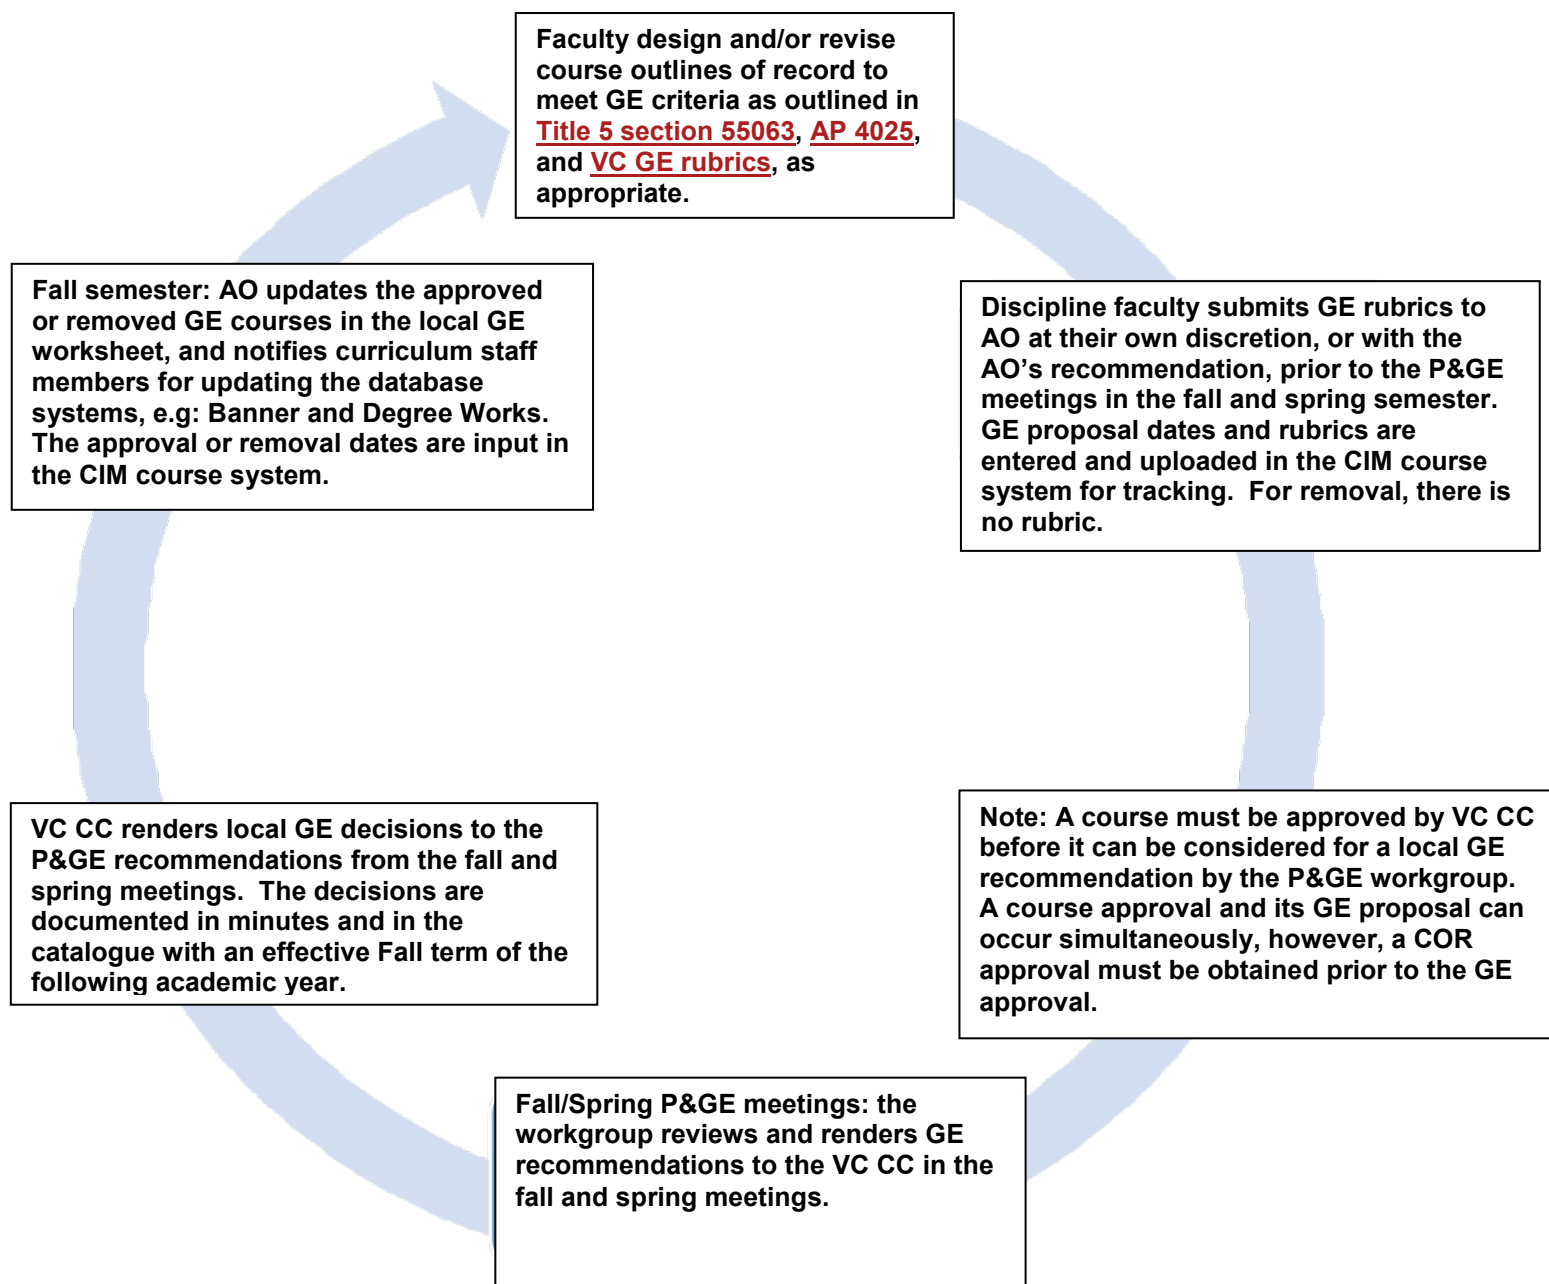 Faculty design and/or revise
course outlines of record to
meet GE criteria as outlined in
Title 5 section 55063, AP 4025,
and VC GE rubrics, as
appropriate.
Discipline faculty submits GE rubrics to
AO at their own discretion, or with the
AO’s recommendation, prior to the P&GE
meetings in the fall and spring semester.
GE proposal dates and rubrics are
entered and uploaded in the CIM course
system for tracking.  For removal, there is
no rubric.
Note: A course must be approved by VC CC
before it can be considered for a local GE
recommendation by the P&GE workgroup.
A course approval and its GE proposal can
occur simultaneously, however, a COR
approval must be obtained prior to the GE
approval.
Fall/Spring P&GE meetings: the
workgroup reviews and renders GE
recommendations to the VC CC in the
fall and spring meetings.
VC CC renders local GE decisions to the
P&GE recommendations from the fall and
spring meetings.  The decisions are
documented in minutes and in the
catalogue with an effective Fall term of the
following academic year.
Fall semester: AO updates the approved
or removed GE courses in the local GE
worksheet, and notifies curriculum staff
members for updating the database
systems, e.g: Banner and Degree Works.
The approval or removal dates are input in
the CIM course system.